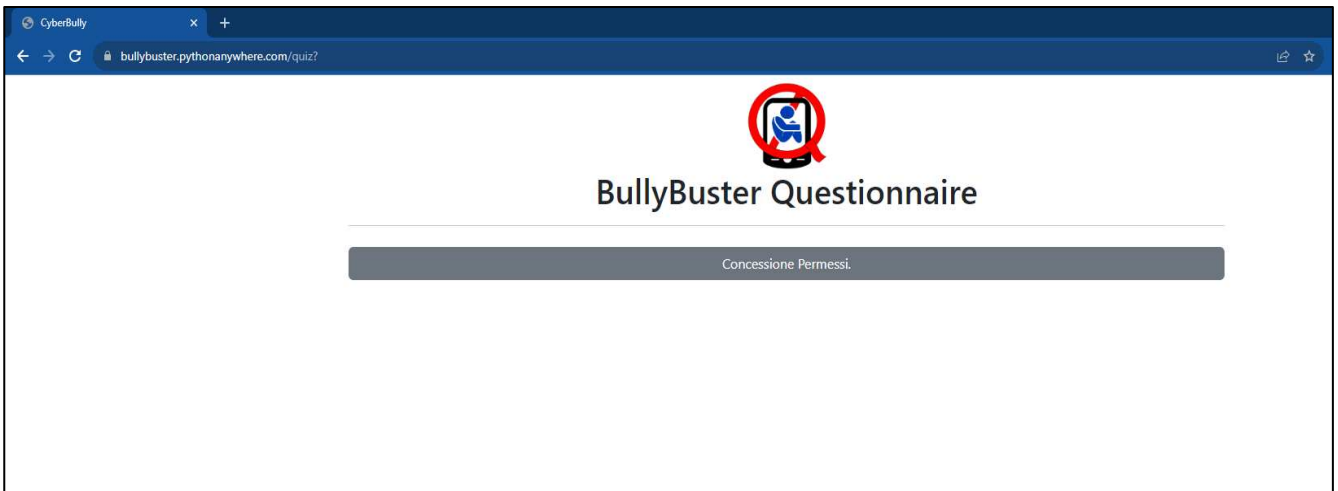 CyberBully
bullybuster.pythonanywhere.com/quiz?
BullyBuster Questionnaire
Concessione Permessi.